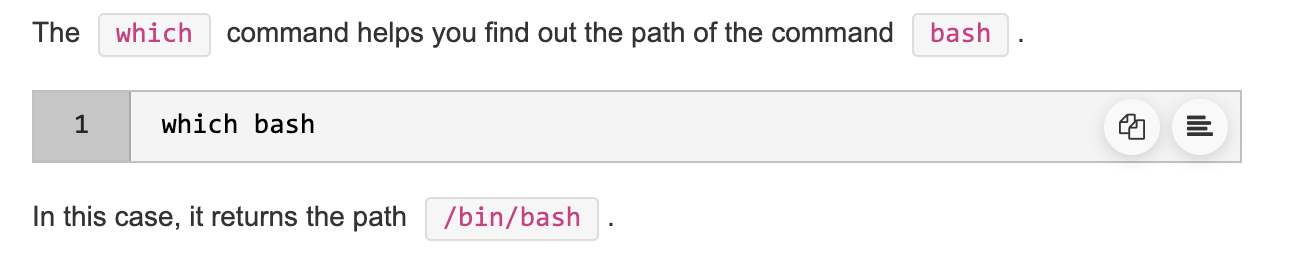 The which command helps you find out the path of the command bash .
1 which bash
In this case, it returns the path /bin/bash .